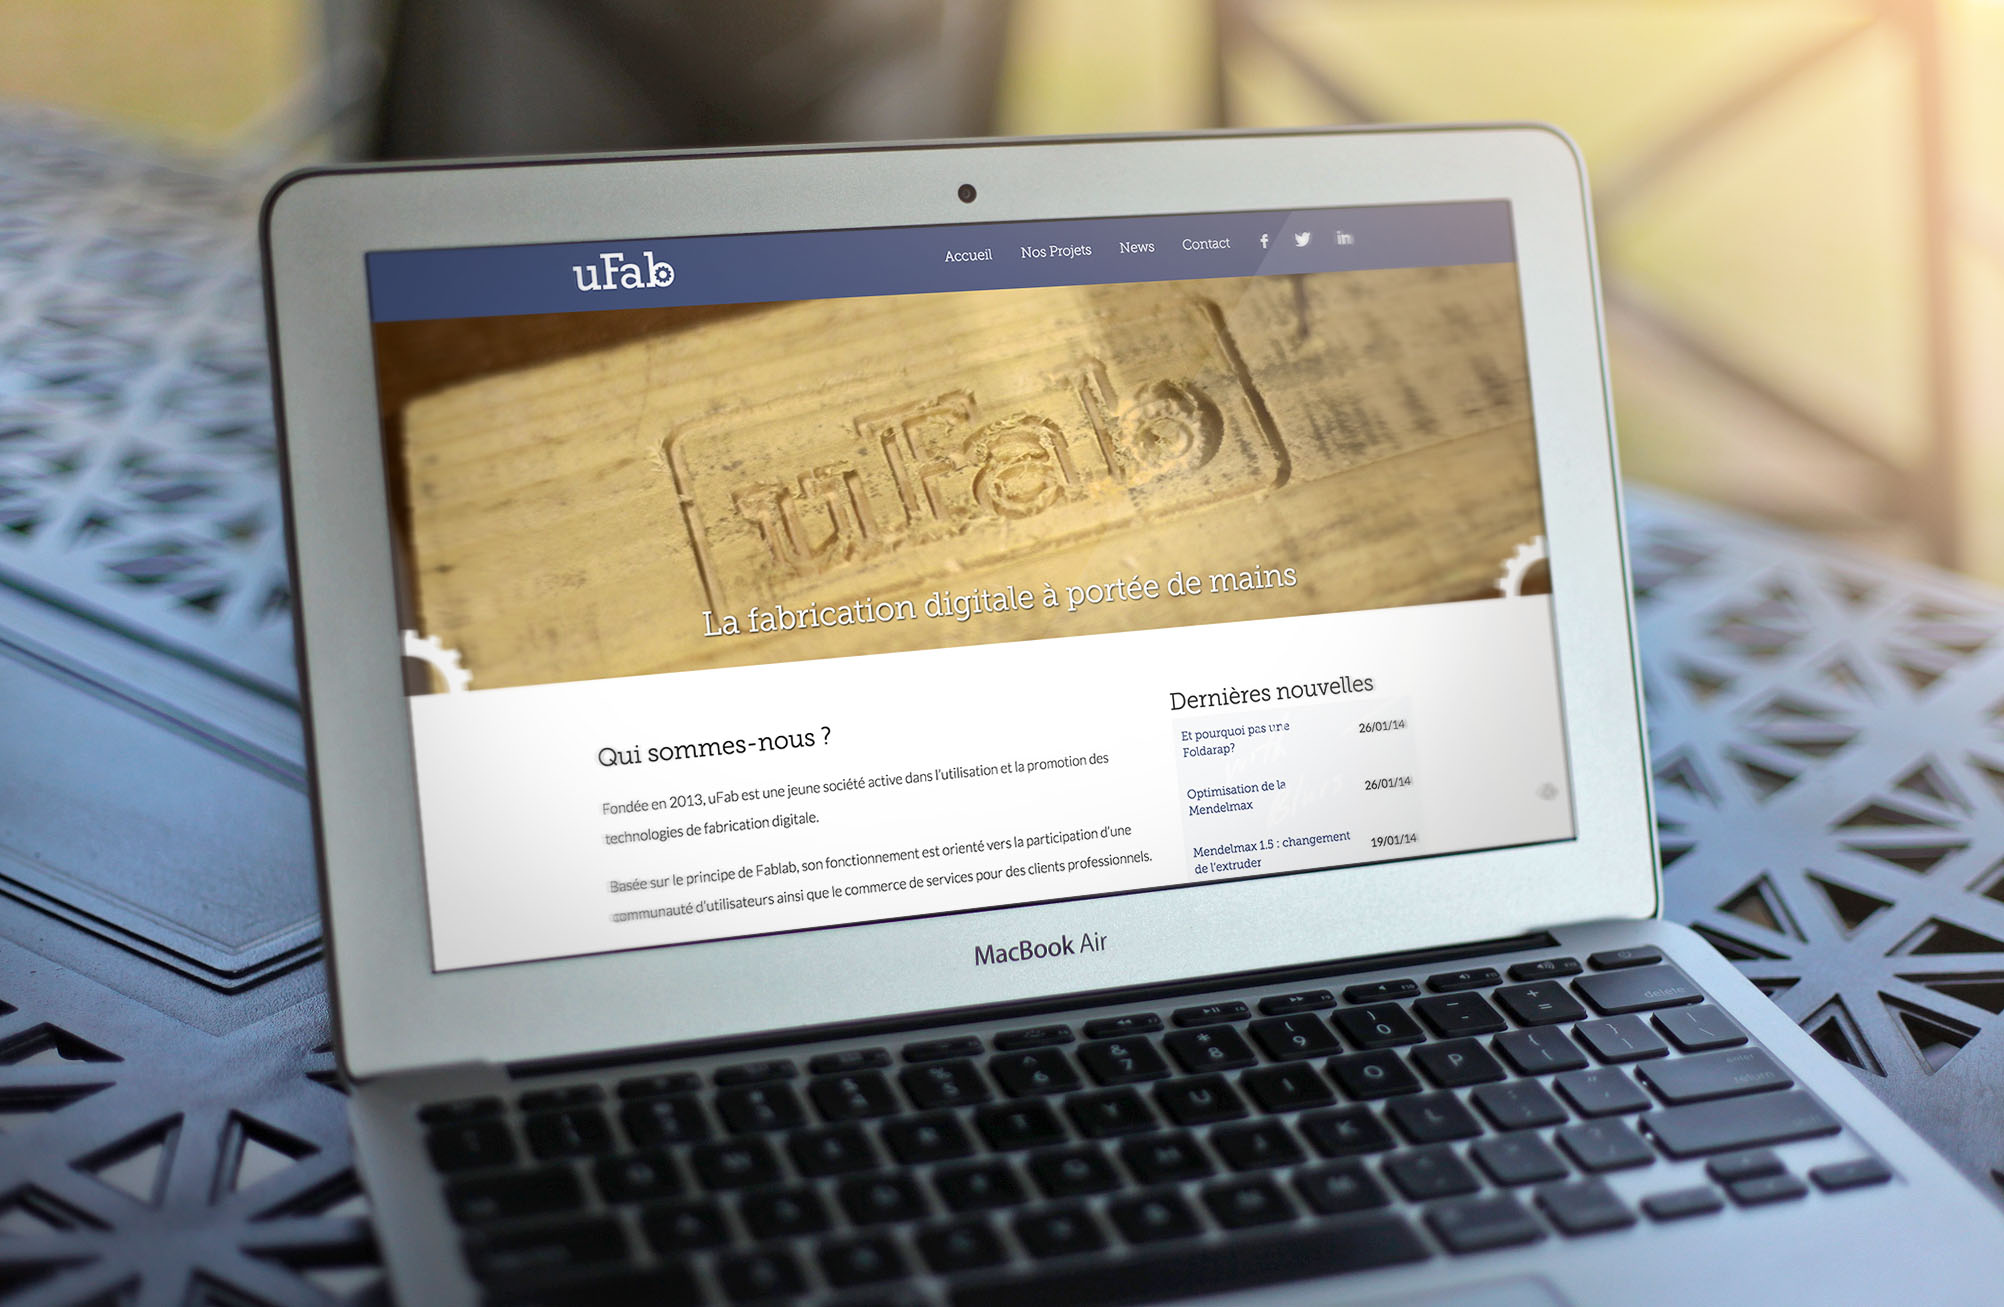 uFab
Accueil Nos Projets News Contact
uFab
La fabrication digitale à portée de mains
Qui sommes-nous ?
Fondée en 2013, uFab est une jeune société active dans l'utilisation et la promotion des
technologies de fabrication digitale.
Basée sur le principe de Fablab, son fonctionnement est orienté vers la participation d'une
communauté d'utilisateurs ainsi que le commerce de services pour des clients professionnels.
Dernières nouvelles
Et pourquoi pas une 26/01/14
Foldarap?
Optimisation de la 26/01/14
Mendelmax
Mendelmax 1.5 : changement 19/01/14
de l'extruder
MacBook Air
delete
enter
return